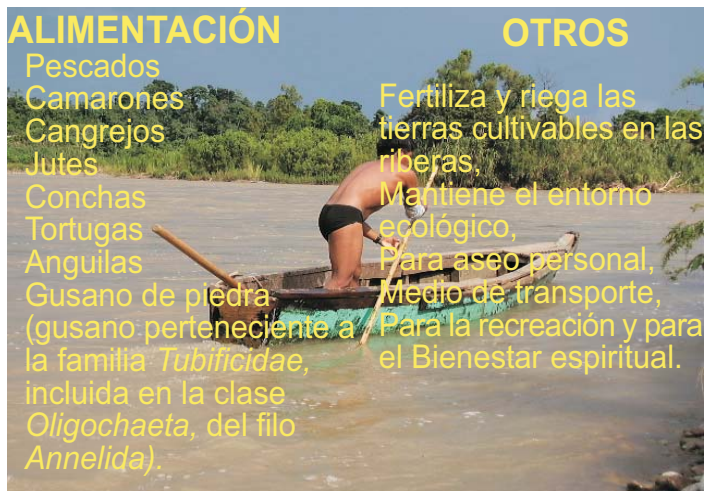 ALIMENTACIÓN
Pescados
Camarones
Cangrejos
Jutes
Conchas
Tortugas
Anguilas
Gusano de piedra
(gusano perteneciente a
la familia Tubificidae,
incluida en la clase
Oligochaeta, del filo
Annelida).
OTROS
Fertiliza y riega las
tierras cultivables en las
riberas,
Mantiene el entorno
ecológico,
Para aseo personal,
Medio de transporte,
Para la recreación y para
el Bienestar espiritual.